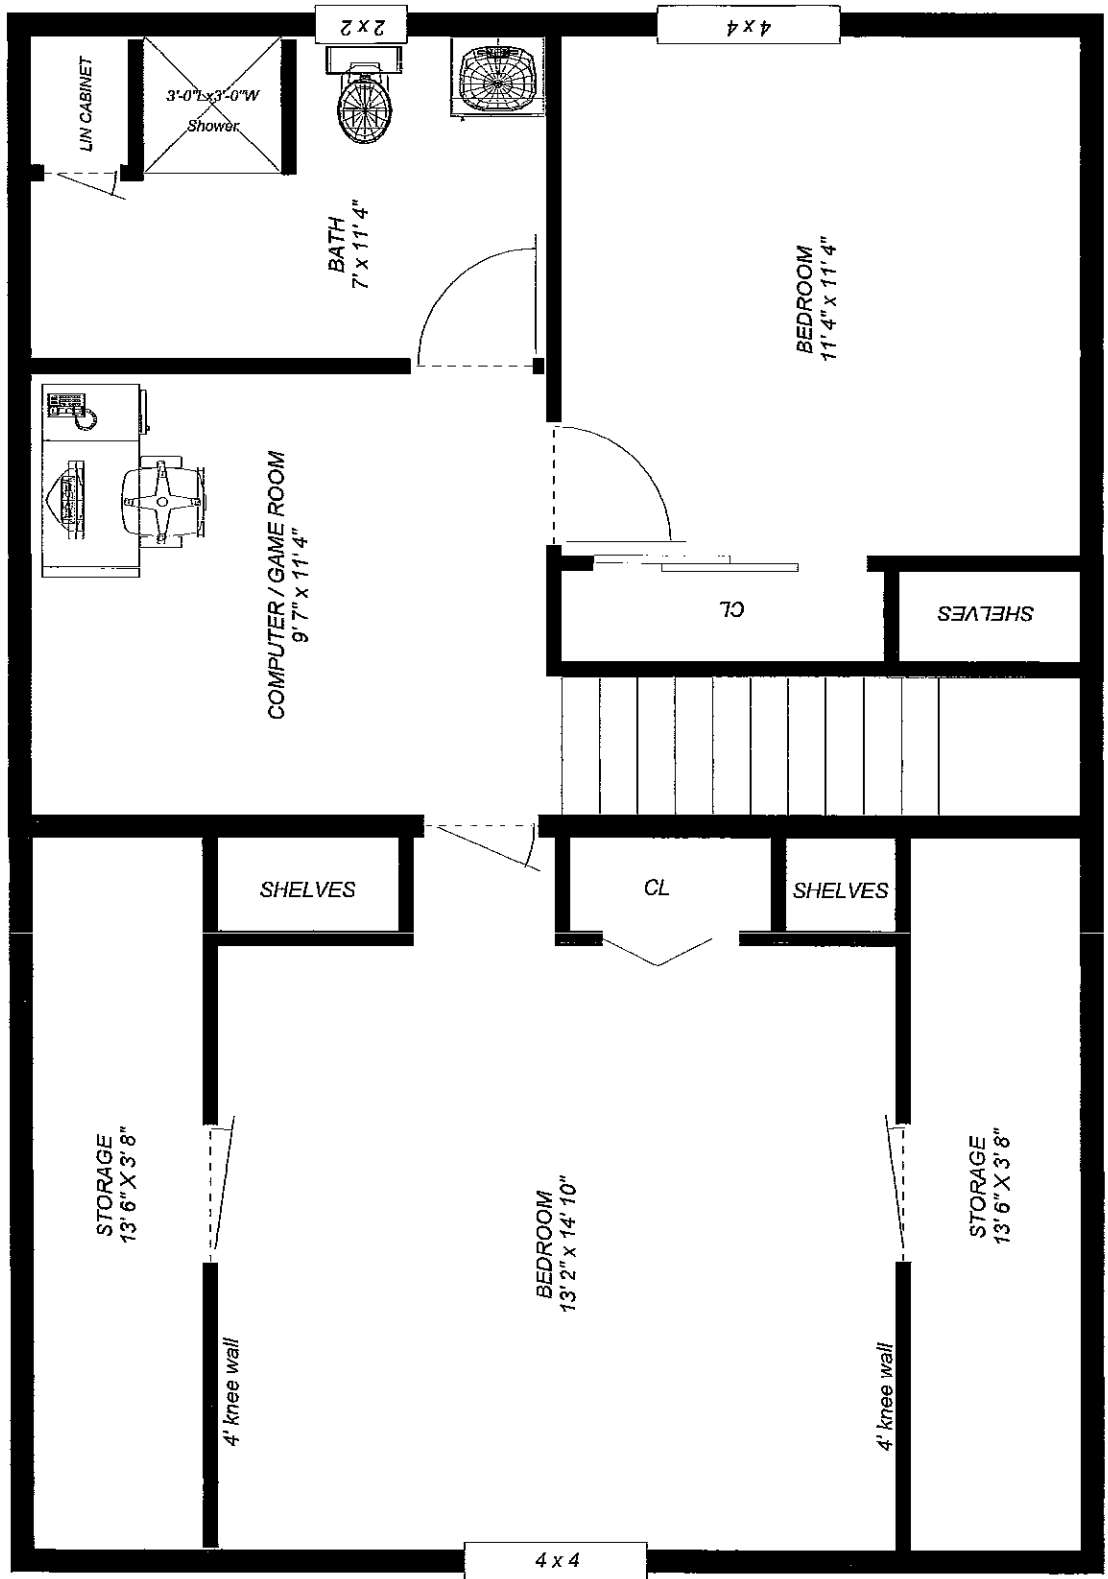 2 x 2
4 x 4
LIN CABINET
3'-0"Lx3'-0"W
Shower
BATH
7' x 11' 4"
BEDROOM
11' 4" x 11' 4"
COMPUTER / GAME ROOM
9' 7" x 11' 4"
CL
SHELVES
SHELVES
CL
SHELVES
STORAGE
13' 6" X 3' 8"
BEDROOM
13' 2" x 14' 10"
STORAGE
13' 6" X 3' 8"
4' knee wall
4' knee wall
4 x 4